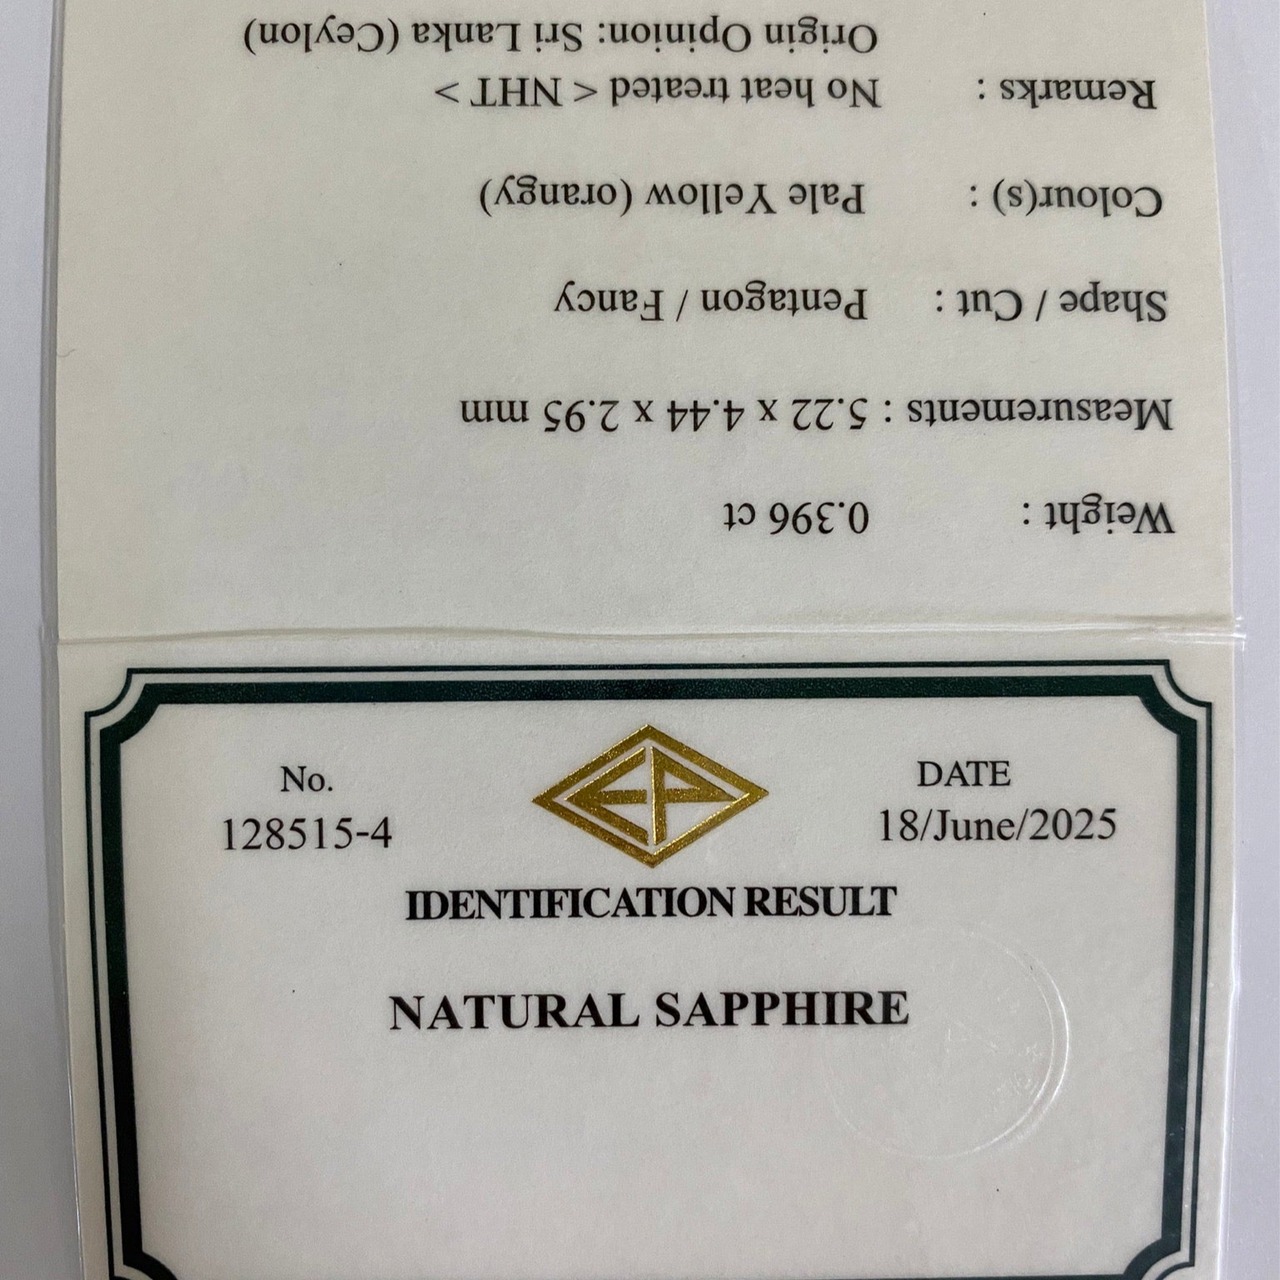 No.
128515-4
DATE
18/June/2025
IDENTIFICATION RESULT
NATURAL SAPPHIRE
Weight : 0.396 ct
Measurements : 5.22 x 4.44 x 2.95 mm
Shape / Cut : Pentagon / Fancy
Colour(s) : Pale Yellow (orangy)
Remarks : No heat treated < NHT >
Origin Opinion: Sri Lanka (Ceylon)